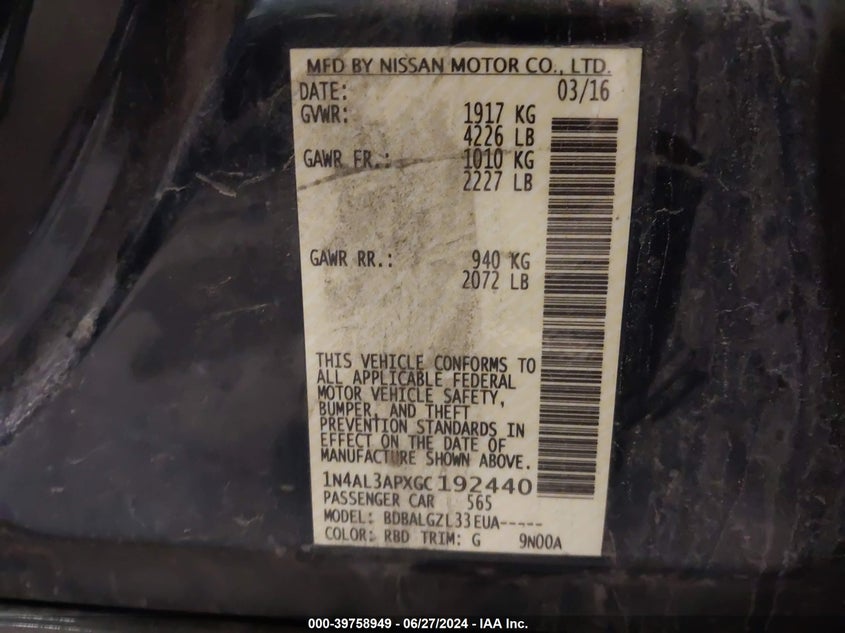 MFD BY NISSAN MOTOR CO., LTD.
DATE: 03/16
GVWR: 1917 KG
4226 LB
GAWR FR.: 1010 KG
2227 LB
GAWR RR.: 940 KG
2072 LB
THIS VEHICLE CONFORMS TO
ALL APPLICABLE FEDERAL
MOTOR VEHICLE SAFETY,
BUMPER, AND THEFT
PREVENTION STANDARDS IN
EFFECT ON THE DATE OF
MANUFACTURE SHOWN ABOVE.
1N4AL3APXGC192440
PASSENGER CAR 565
MODEL: BDBALGZL33EUA-----
COLOR: RBD TRIM: G 9N00A
000-39758949 - 06/27/2024 - IAA Inc.